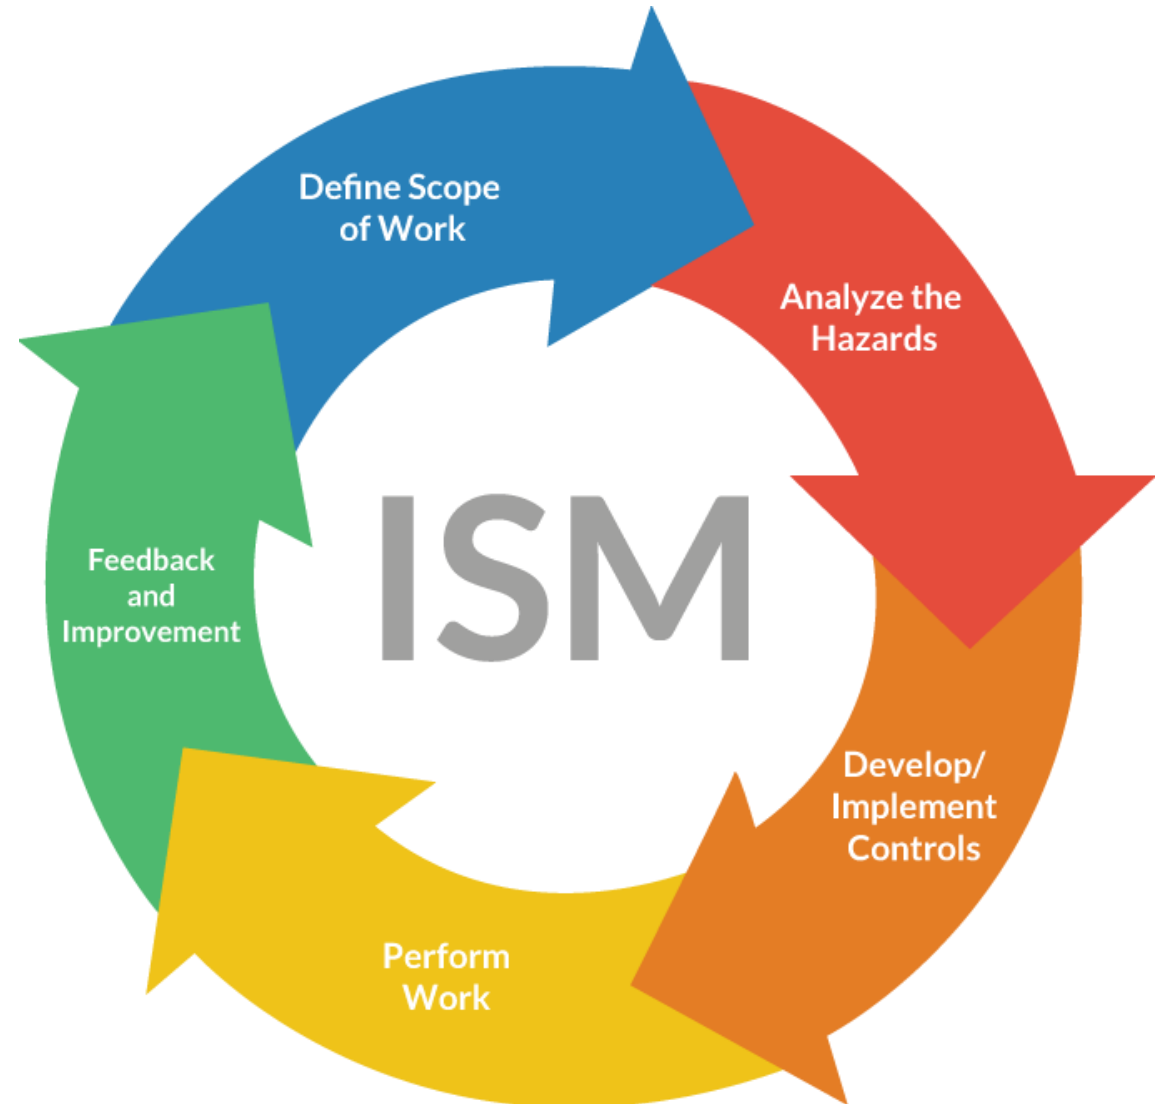 Define Scope
of Work
Analyze the
Hazards
Develop/
Implement
Controls
Perform
Work
Feedback
and
Improvement
ISM